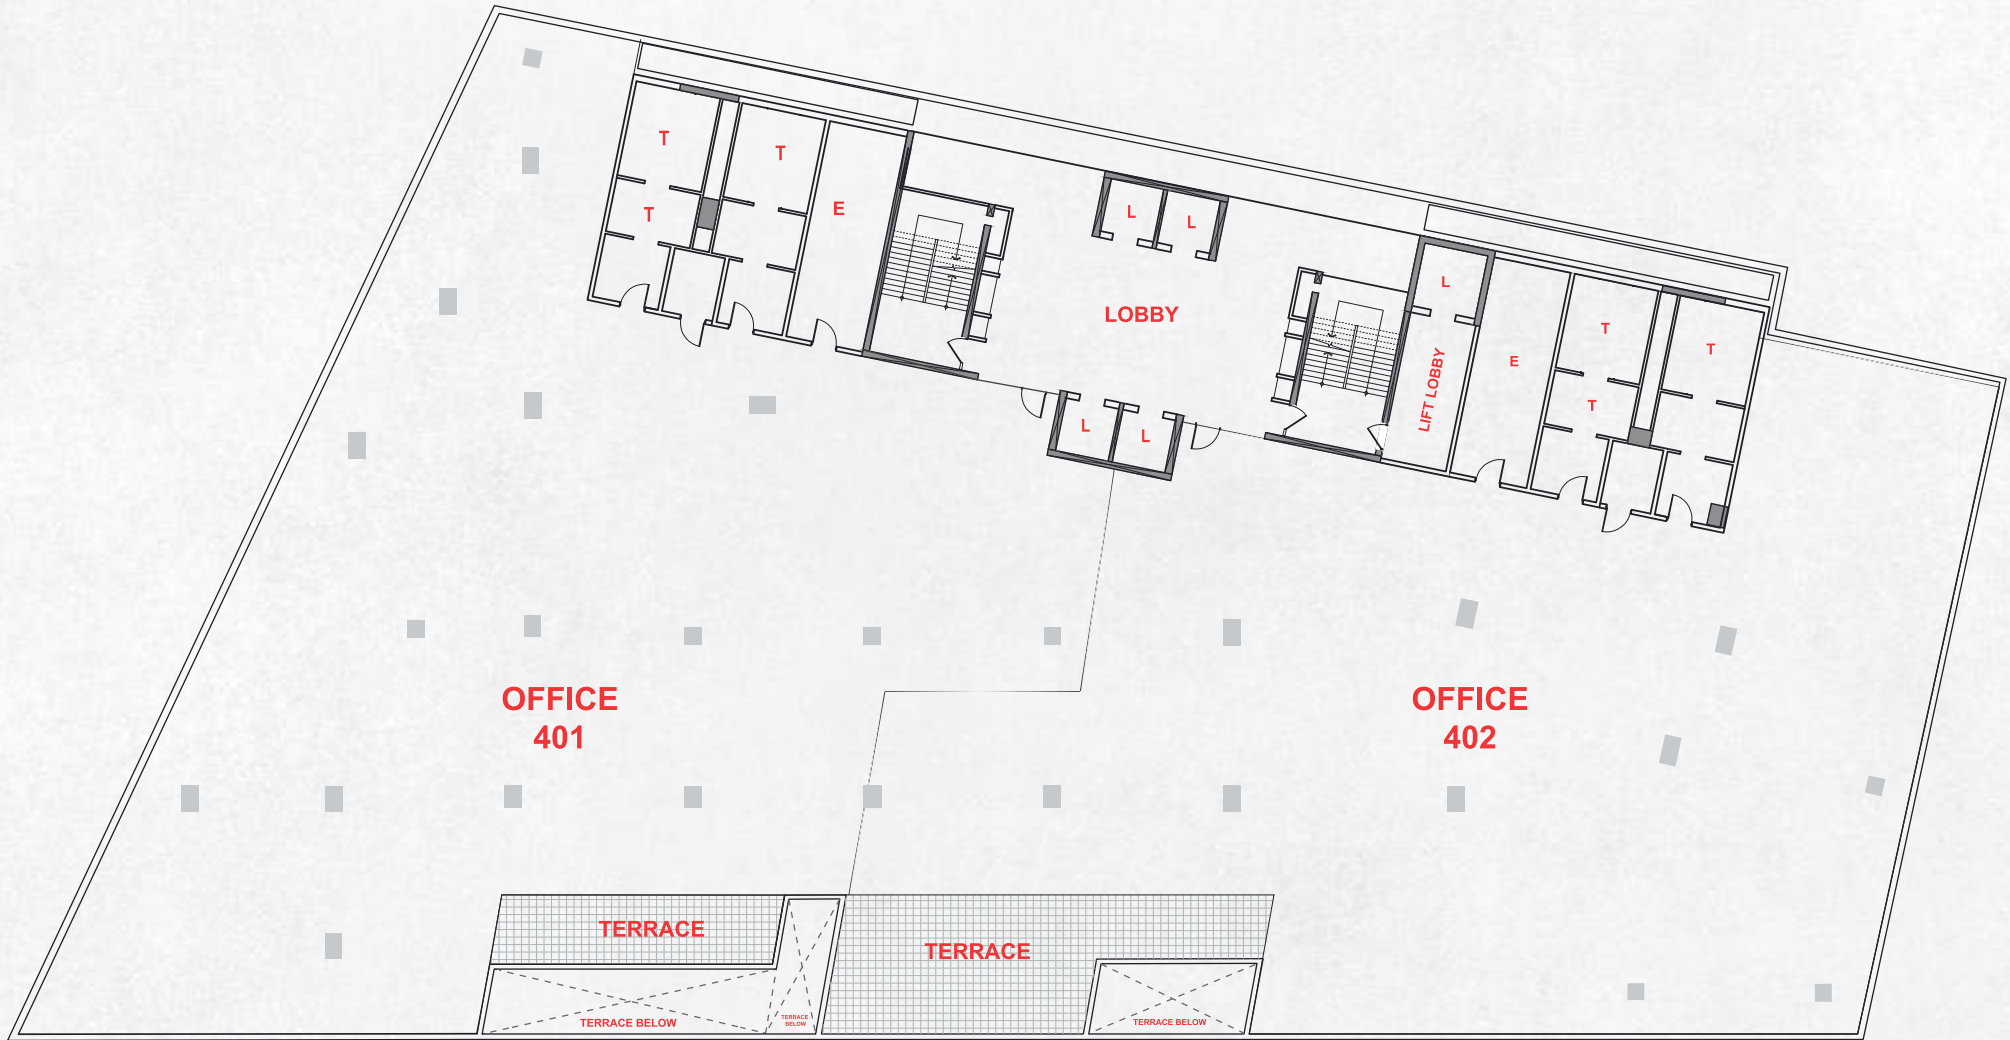 T
T
T
E
L
L
LOBBY
L
L
L
LIFT LOBBY
E
T
T
T
OFFICE
401
OFFICE
402
TERRACE
TERRACE
TERRACE BELOW
TERRACE
BELOW
TERRACE BELOW